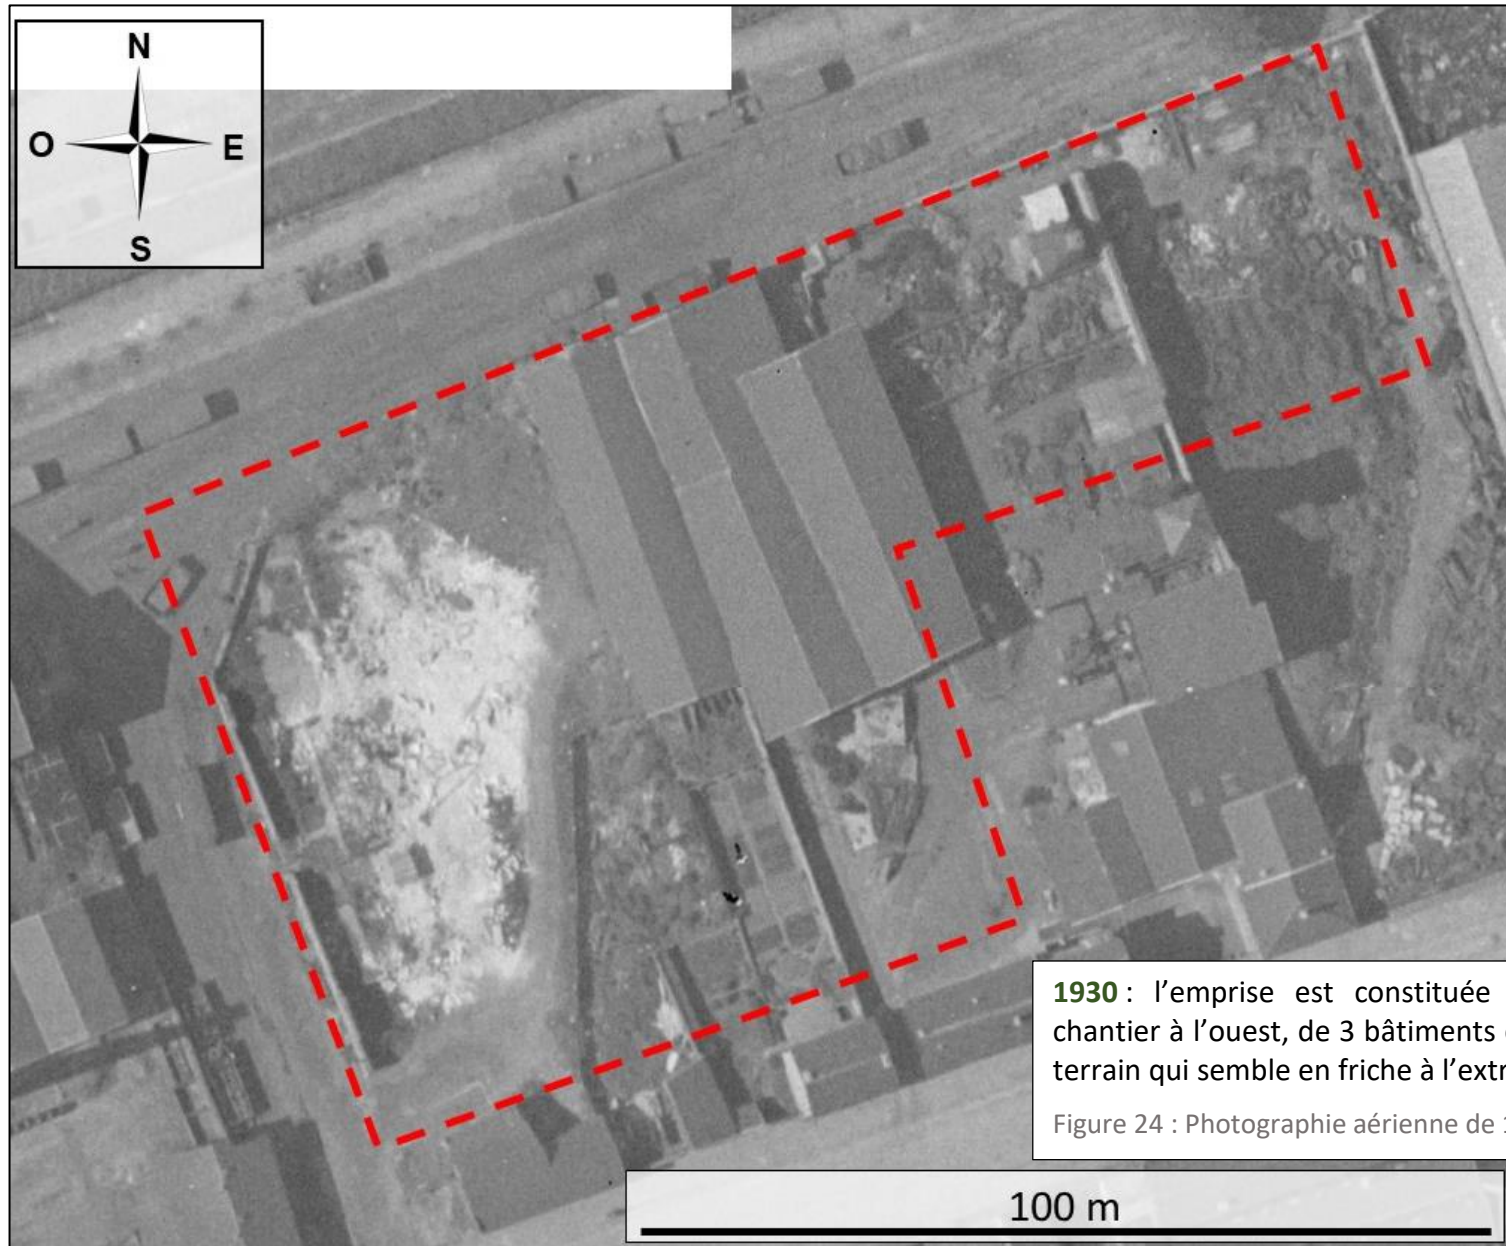 N
O E
S
1930 : l’emprise est constituée
chantier à l’ouest, de 3 bâtiments
terrain qui semble en friche à l’extr
Figure 24 : Photographie aérienne de 1
100 m